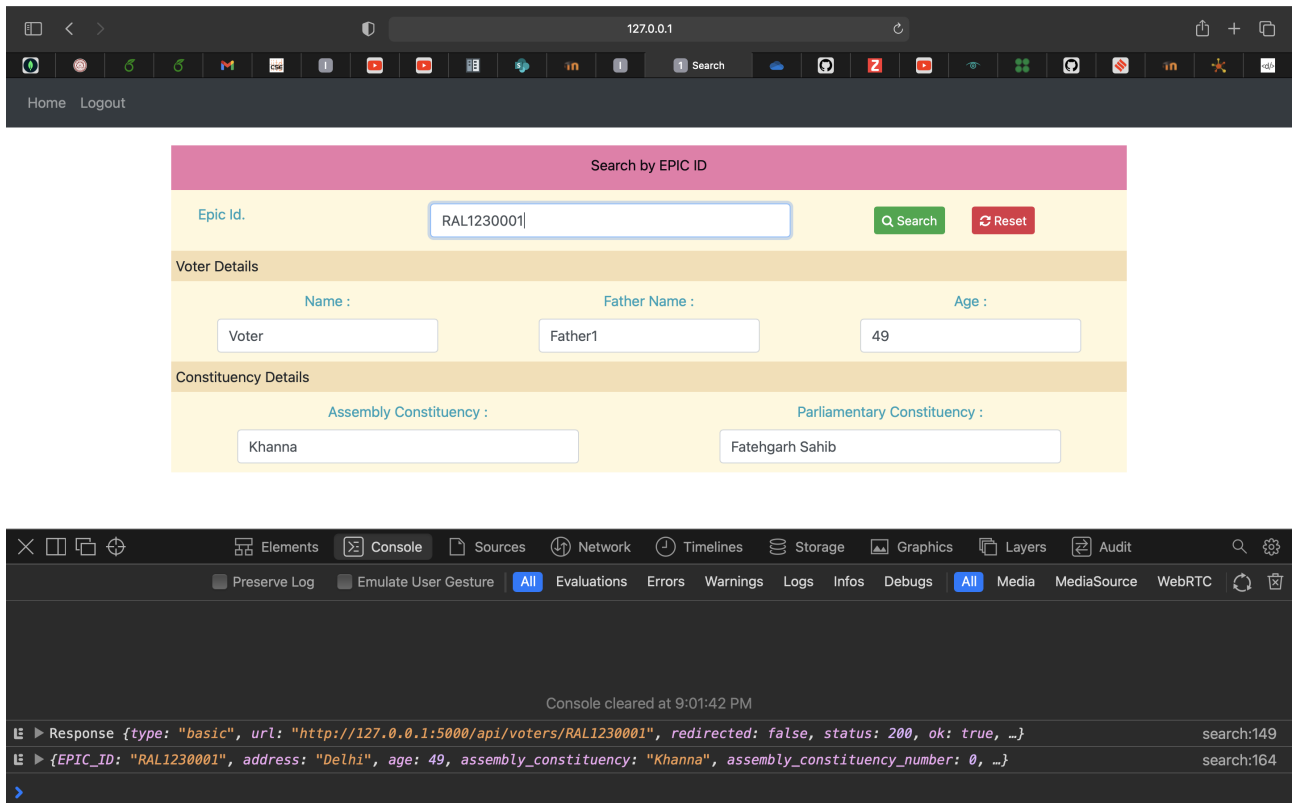 127.0.0.1
CSE I S in I 1 Search Z in <d/>
Home Logout
Search by EPIC ID
Epic Id. RAL1230001 Search Reset
Voter Details
Name : Father Name : Age :
Voter Father1 49
Constituency Details
Assembly Constituency : Parliamentary Constituency :
Khanna Fatehgarh Sahib
Elements Console Sources Network Timelines Storage Graphics Layers Audit
Preserve Log Emulate User Gesture All Evaluations Errors Warnings Logs Infos Debugs All Media MediaSource WebRTC
Console cleared at 9:01:42 PM
E ▶ Response {type: "basic", url: "http://127.0.0.1:5000/api/voters/RAL1230001", redirected: false, status: 200, ok: true, …} search:149
E ▶ {EPIC_ID: "RAL1230001", address: "Delhi", age: 49, assembly_constituency: "Khanna", assembly_constituency_number: 0, …} search:164